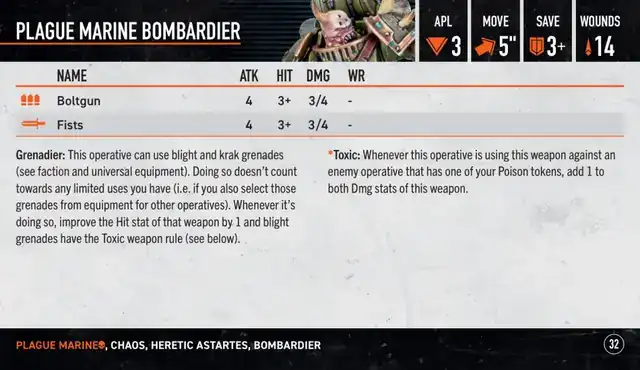 PLAGUE MARINE BOMBARDIER
APL
3
MOVE
5"
SAVE
3+
WOUNDS
14
NAME ATK HIT DMG WR
Boltgun 4 3+ 3/4 -
Fists 4 3+ 3/4 -
Grenadier: This operative can use blight and krak grenades
(see faction and universal equipment). Doing so doesn't count
towards any limited uses you have (i.e. if you also select those
grenades from equipment for other operatives). Whenever it's
doing so, improve the Hit stat of that weapon by 1 and blight
grenades have the Toxic weapon rule (see below).
*Toxic: Whenever this operative is using this weapon against an
enemy operative that has one of your Poison tokens, add 1 to
both Dmg stats of this weapon.
PLAGUE MARINE, CHAOS, HERETIC ASTARTES, BOMBARDIER
32